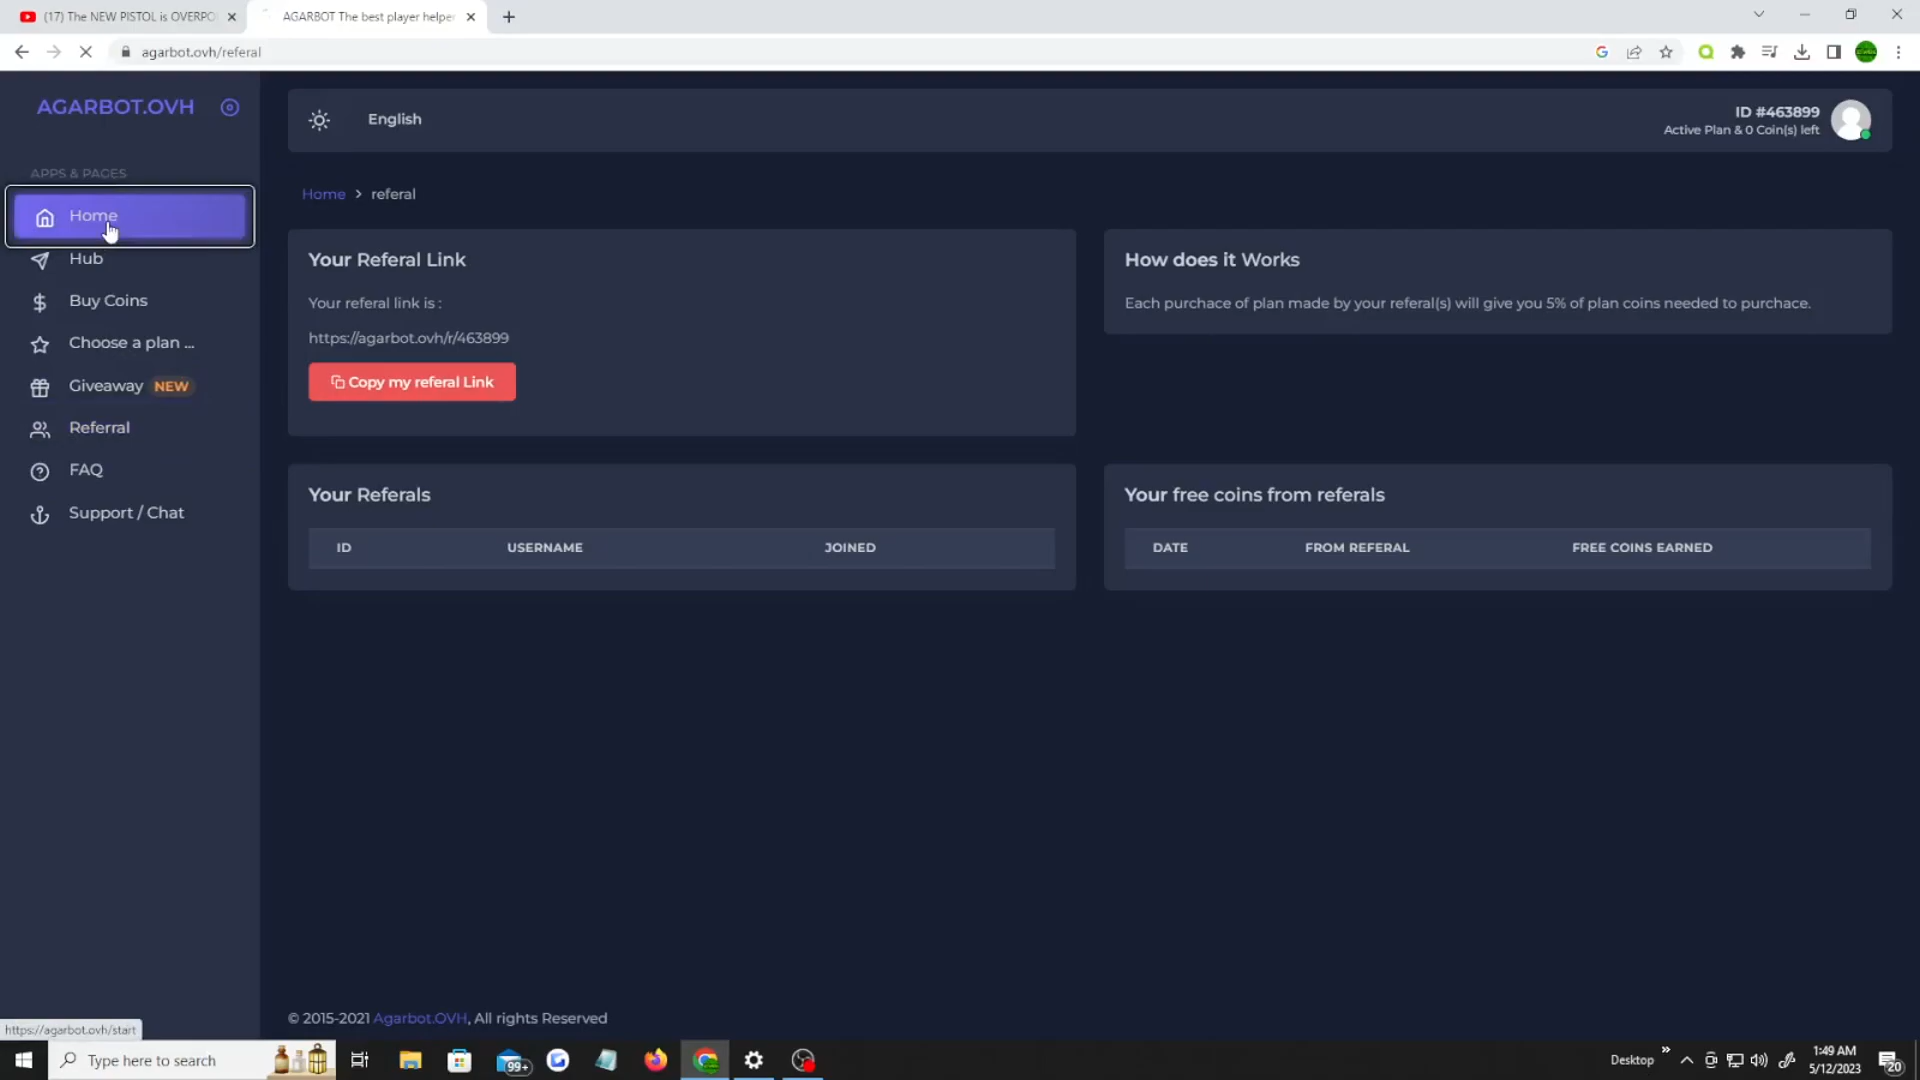 (17) The NEW PISTOL is OVERPO
AGARBOT The best player helper
agarbot.ovh/referal
AGARBOT.OVH
English
ID #463899
Active Plan & 0 Coin(s) left
APPS & PAGES
Home
Hub
Buy Coins
Choose a plan ...
Giveaway NEW
Referral
FAQ
Support / Chat
Home > referal
Your Referal Link
Your referal link is :
https://agarbot.ovh/r/463899
Copy my referal Link
How does it Works
Each purchace of plan made by your referal(s) will give you 5% of plan coins needed to purchace.
Your Referals
ID USERNAME JOINED
Your free coins from referals
DATE FROM REFERAL FREE COINS EARNED
© 2015-2021 Agarbot.OVH, All rights Reserved
https://agarbot.ovh/start
Type here to search
99+
Desktop
1:49 AM
5/12/2023
20